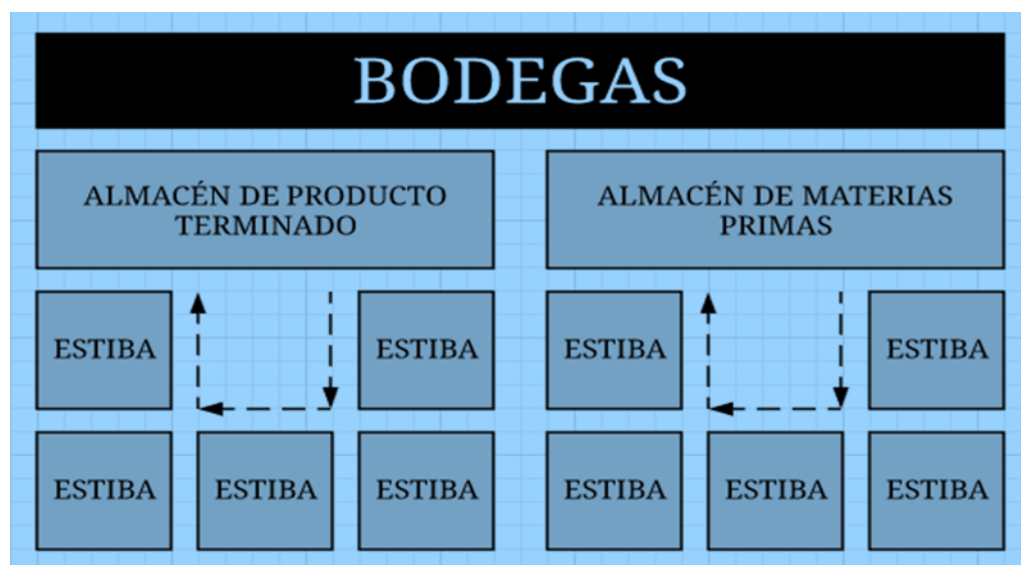 BODEGAS
ALMACÉN DE PRODUCTO
TERMINADO
ALMACÉN DE MATERIAS
PRIMAS
ESTIBA
ESTIBA
ESTIBA
ESTIBA
ESTIBA
ESTIBA
ESTIBA
ESTIBA
ESTIBA
ESTIBA